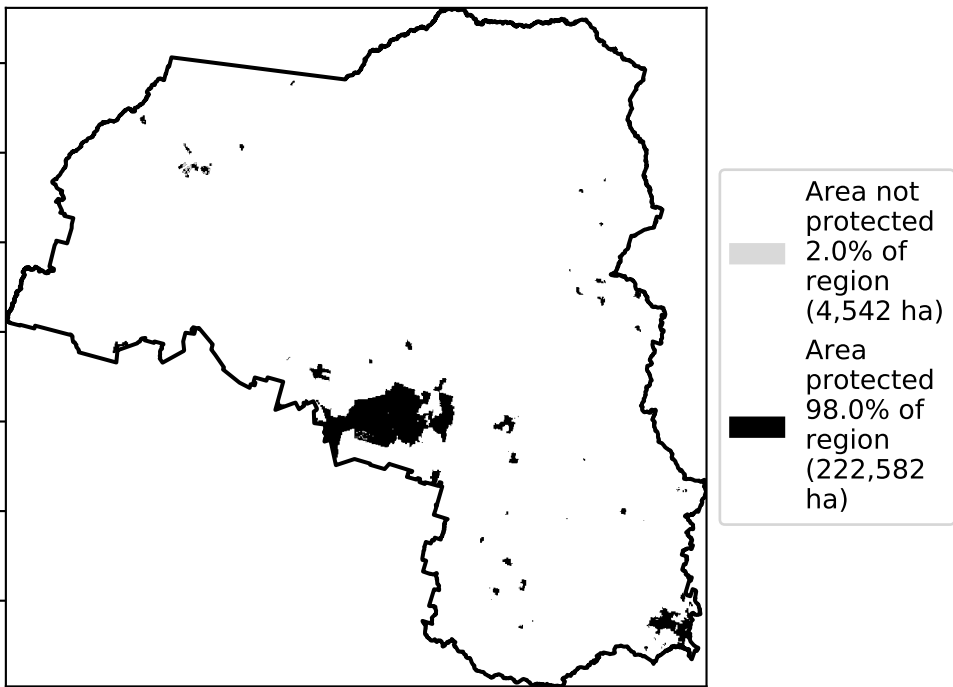 Area not
protected
2.0% of
region
(4,542 ha)
Area
protected
98.0% of
region
(222,582
ha)